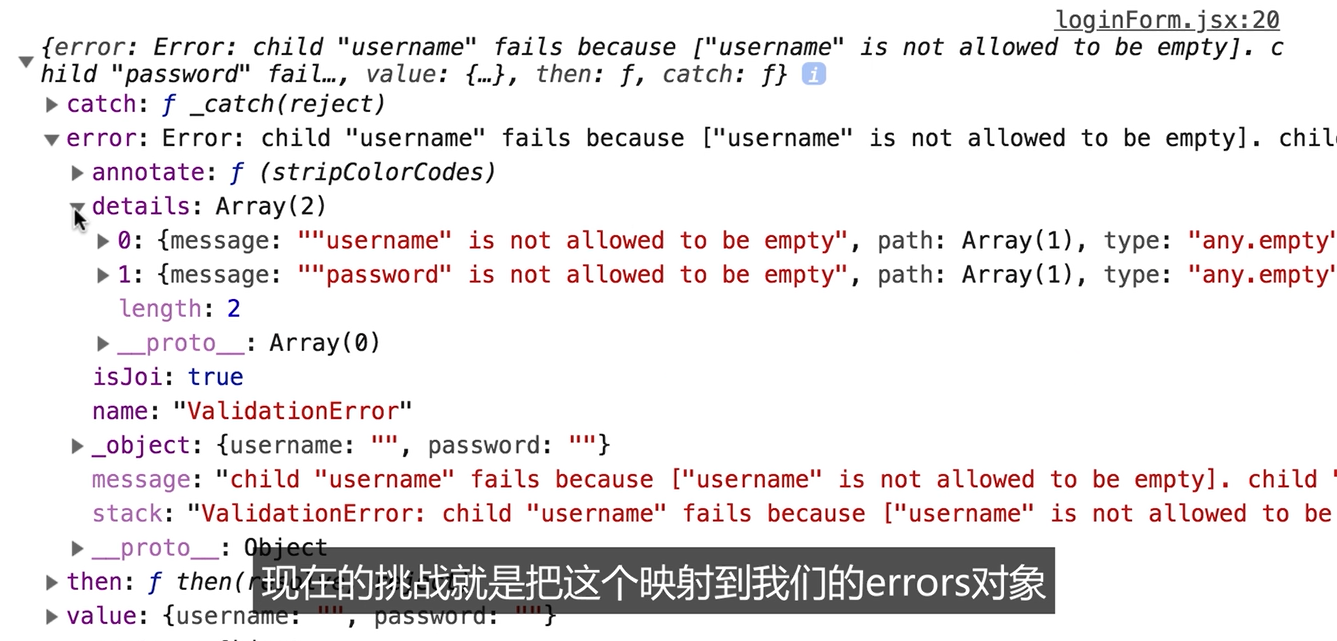 loginForm.jsx:20
{error: Error: child "username" fails because ["username" is not allowed to be empty]. c
hild "password" fail…, value: {…}, then: ƒ, catch: ƒ} i
catch: ƒ _catch(reject)
error: Error: child "username" fails because ["username" is not allowed to be empty]. chil
annotate: ƒ (stripColorCodes)
details: Array(2)
0: {message: ""username" is not allowed to be empty", path: Array(1), type: "any.empty"
1: {message: ""password" is not allowed to be empty", path: Array(1), type: "any.empty"
length: 2
__proto__: Array(0)
isJoi: true
name: "ValidationError"
_object: {username: "", password: ""}
message: "child "username" fails because ["username" is not allowed to be empty]. child "
stack: "ValidationError: child "username" fails because ["username" is not allowed to be
__proto__: Object
then: ƒ then(
现在的挑战就是把这个映射到我们的errors对象
value: {username: "", password: ""}